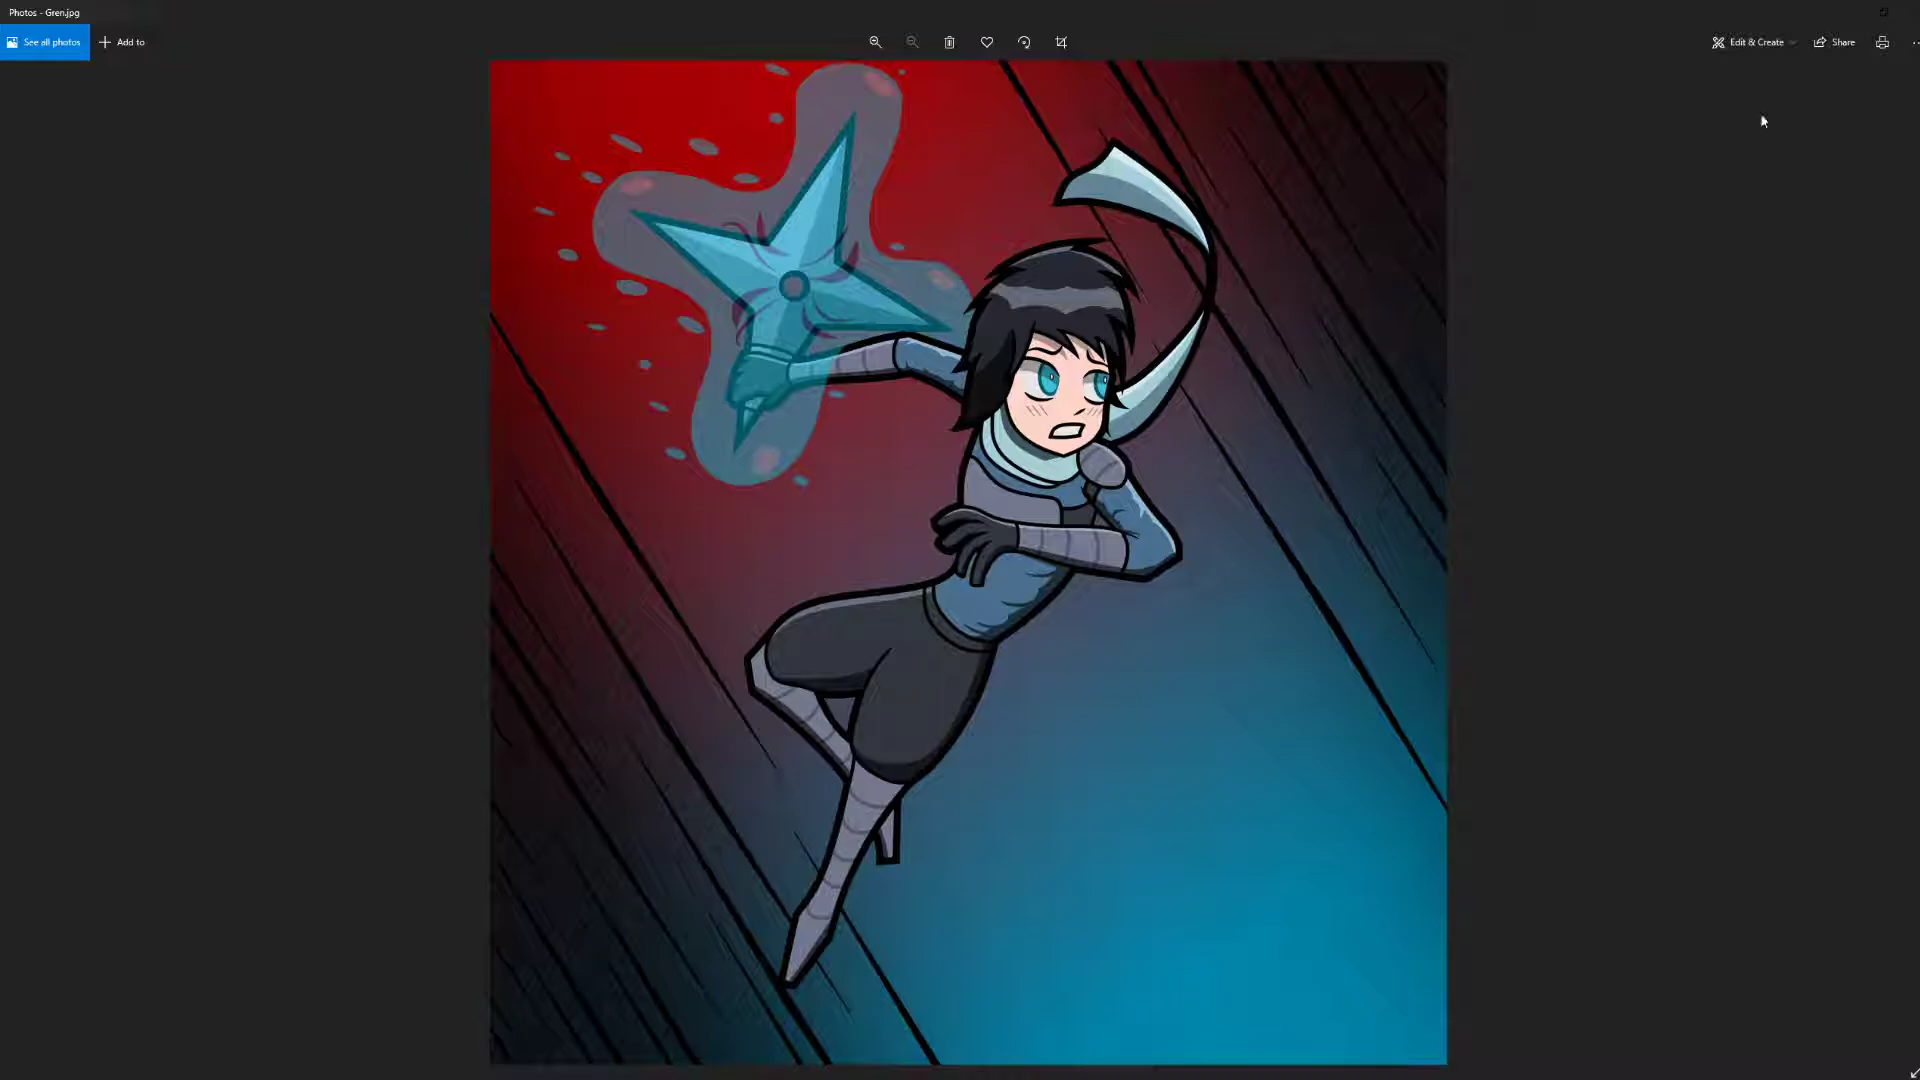 Photos - Gren.jpg
See all photos
Add to
Edit & Create
Share